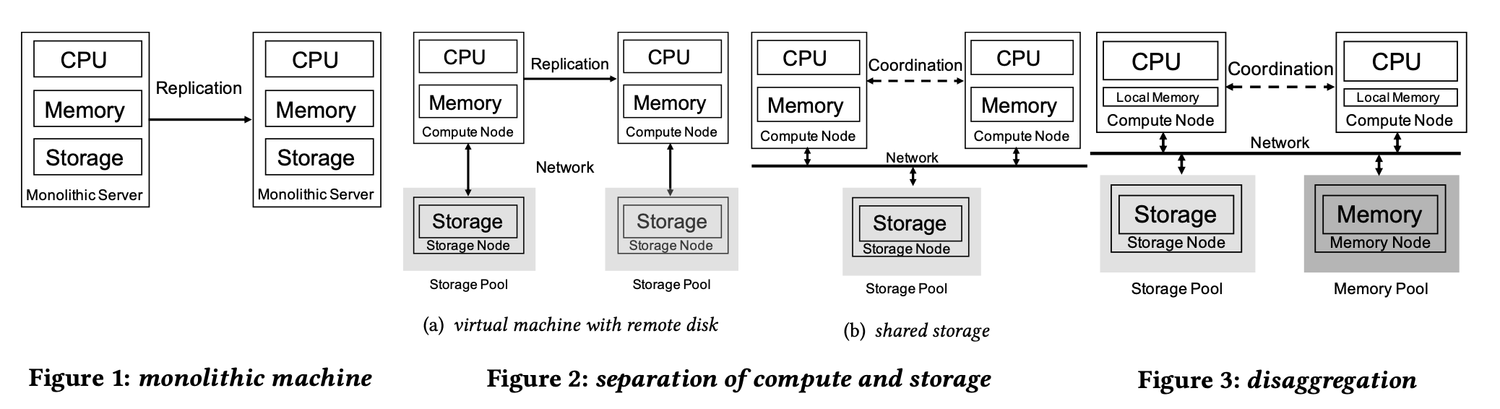 CPU
Memory
Storage
Monolithic Server
Replication
CPU
Memory
Storage
Monolithic Server
Figure 1: monolithic machine
CPU
Memory
Compute Node
Replication
CPU
Memory
Compute Node
Network
Storage
Storage Node
Storage Pool
Storage
Storage Node
Storage Pool
(a) virtual machine with remote disk
CPU
Memory
Compute Node
Coordination
CPU
Memory
Compute Node
Network
Storage
Storage Node
Storage Pool
(b) shared storage
Figure 2: separation of compute and storage
CPU
Local Memory
Compute Node
Coordination
CPU
Local Memory
Compute Node
Network
Storage
Storage Node
Storage Pool
Memory
Memory Node
Memory Pool
Figure 3: disaggregation